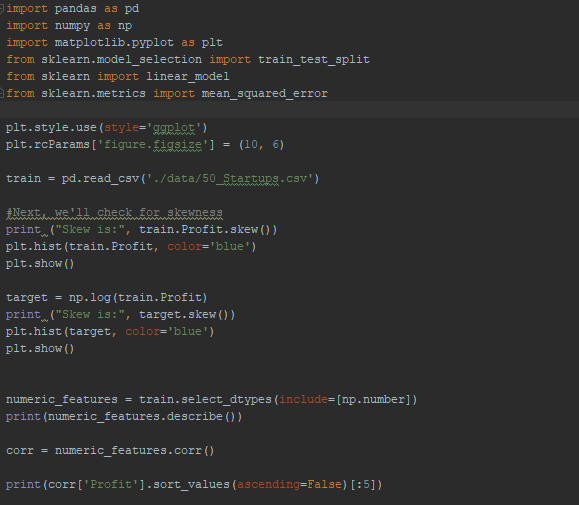 import pandas as pd
import numpy as np
import matplotlib.pyplot as plt
from sklearn.model_selection import train_test_split
from sklearn import linear_model
from sklearn.metrics import mean_squared_error
plt.style.use(style='ggplot')
plt.rcParams['figure.figsize'] = (10, 6)
train = pd.read_csv('./data/50_Startups.csv')
#Next, we'll check for skewness
print ("Skew is:", train.Profit.skew())
plt.hist(train.Profit, color='blue')
plt.show()
target = np.log(train.Profit)
print ("Skew is:", target.skew())
plt.hist(target, color='blue')
plt.show()
numeric_features = train.select_dtypes(include=[np.number])
print(numeric_features.describe())
corr = numeric_features.corr()
print(corr['Profit'].sort_values(ascending=False)[:5])